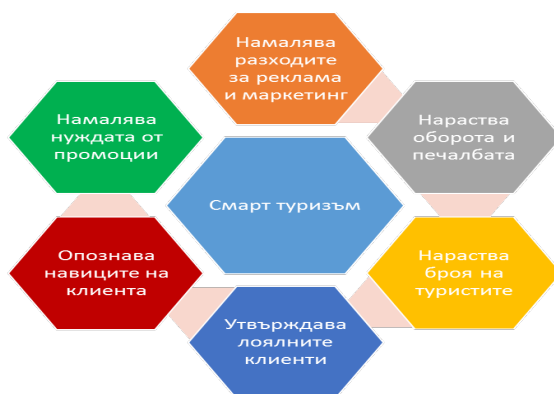 Намалява
разходите
за реклама
и маркетинг
Нараства
оборота и
печалбата
Нараства
броя на
туристите
Утвърждава
лоялните
клиенти
Опознава
навиците на
клиента
Намалява
нуждата от
промоции
Смарт туризъм